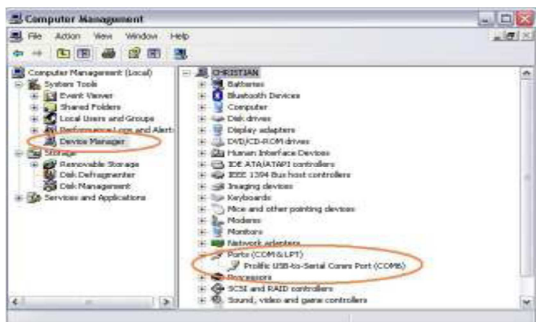 Computer Management
File Action View Window Help
Computer Management (Local)
System Tools
Event Viewer
Shared Folders
Local Users and Groups
Performance Logs and Alerts
Device Manager
Storage
Removable Storage
Disk Defragmenter
Disk Management
Services and Applications
CHRISTIAN
Batteries
Bluetooth Devices
Computer
Disk drives
Display adapters
DVD/CD-ROM drives
Human Interface Devices
IDE ATA/ATAPI controllers
IEEE 1394 Bus host controllers
Imaging devices
Keyboards
Mice and other pointing devices
Modems
Monitors
Network adapters
Ports (COM & LPT)
Prolific USB-to-Serial Comm Port (COM6)
Processors
SCSI and RAID controllers
Sound, video and game controllers